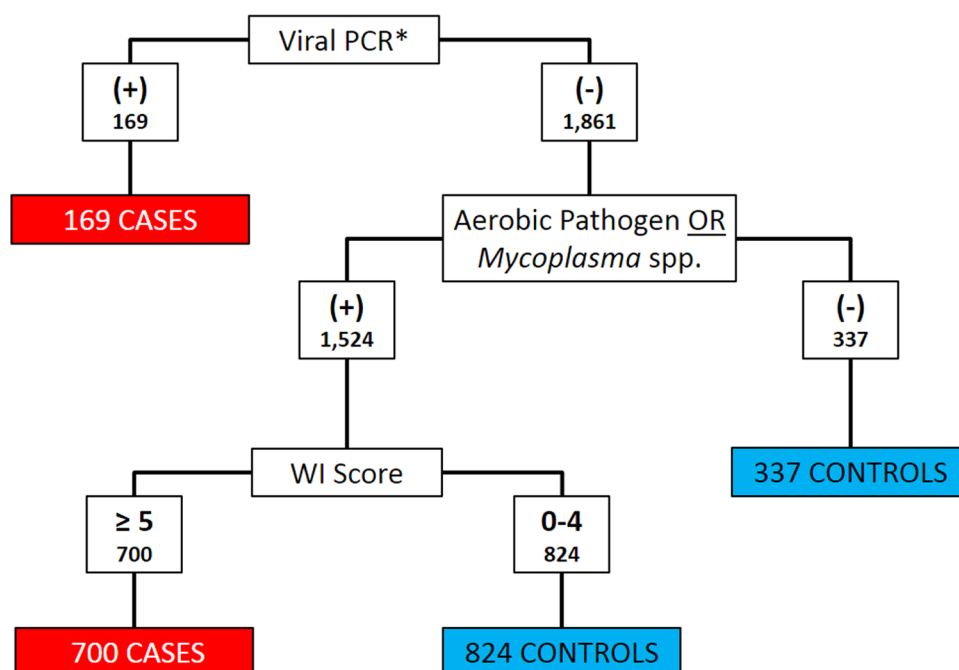 Viral PCR*
(+)
169
(-)
1,861
169 CASES
Aerobic Pathogen OR
Mycoplasma spp.
(+)
1,524
(-)
337
337 CONTROLS
WI Score
≥ 5
700
0-4
824
700 CASES
824 CONTROLS